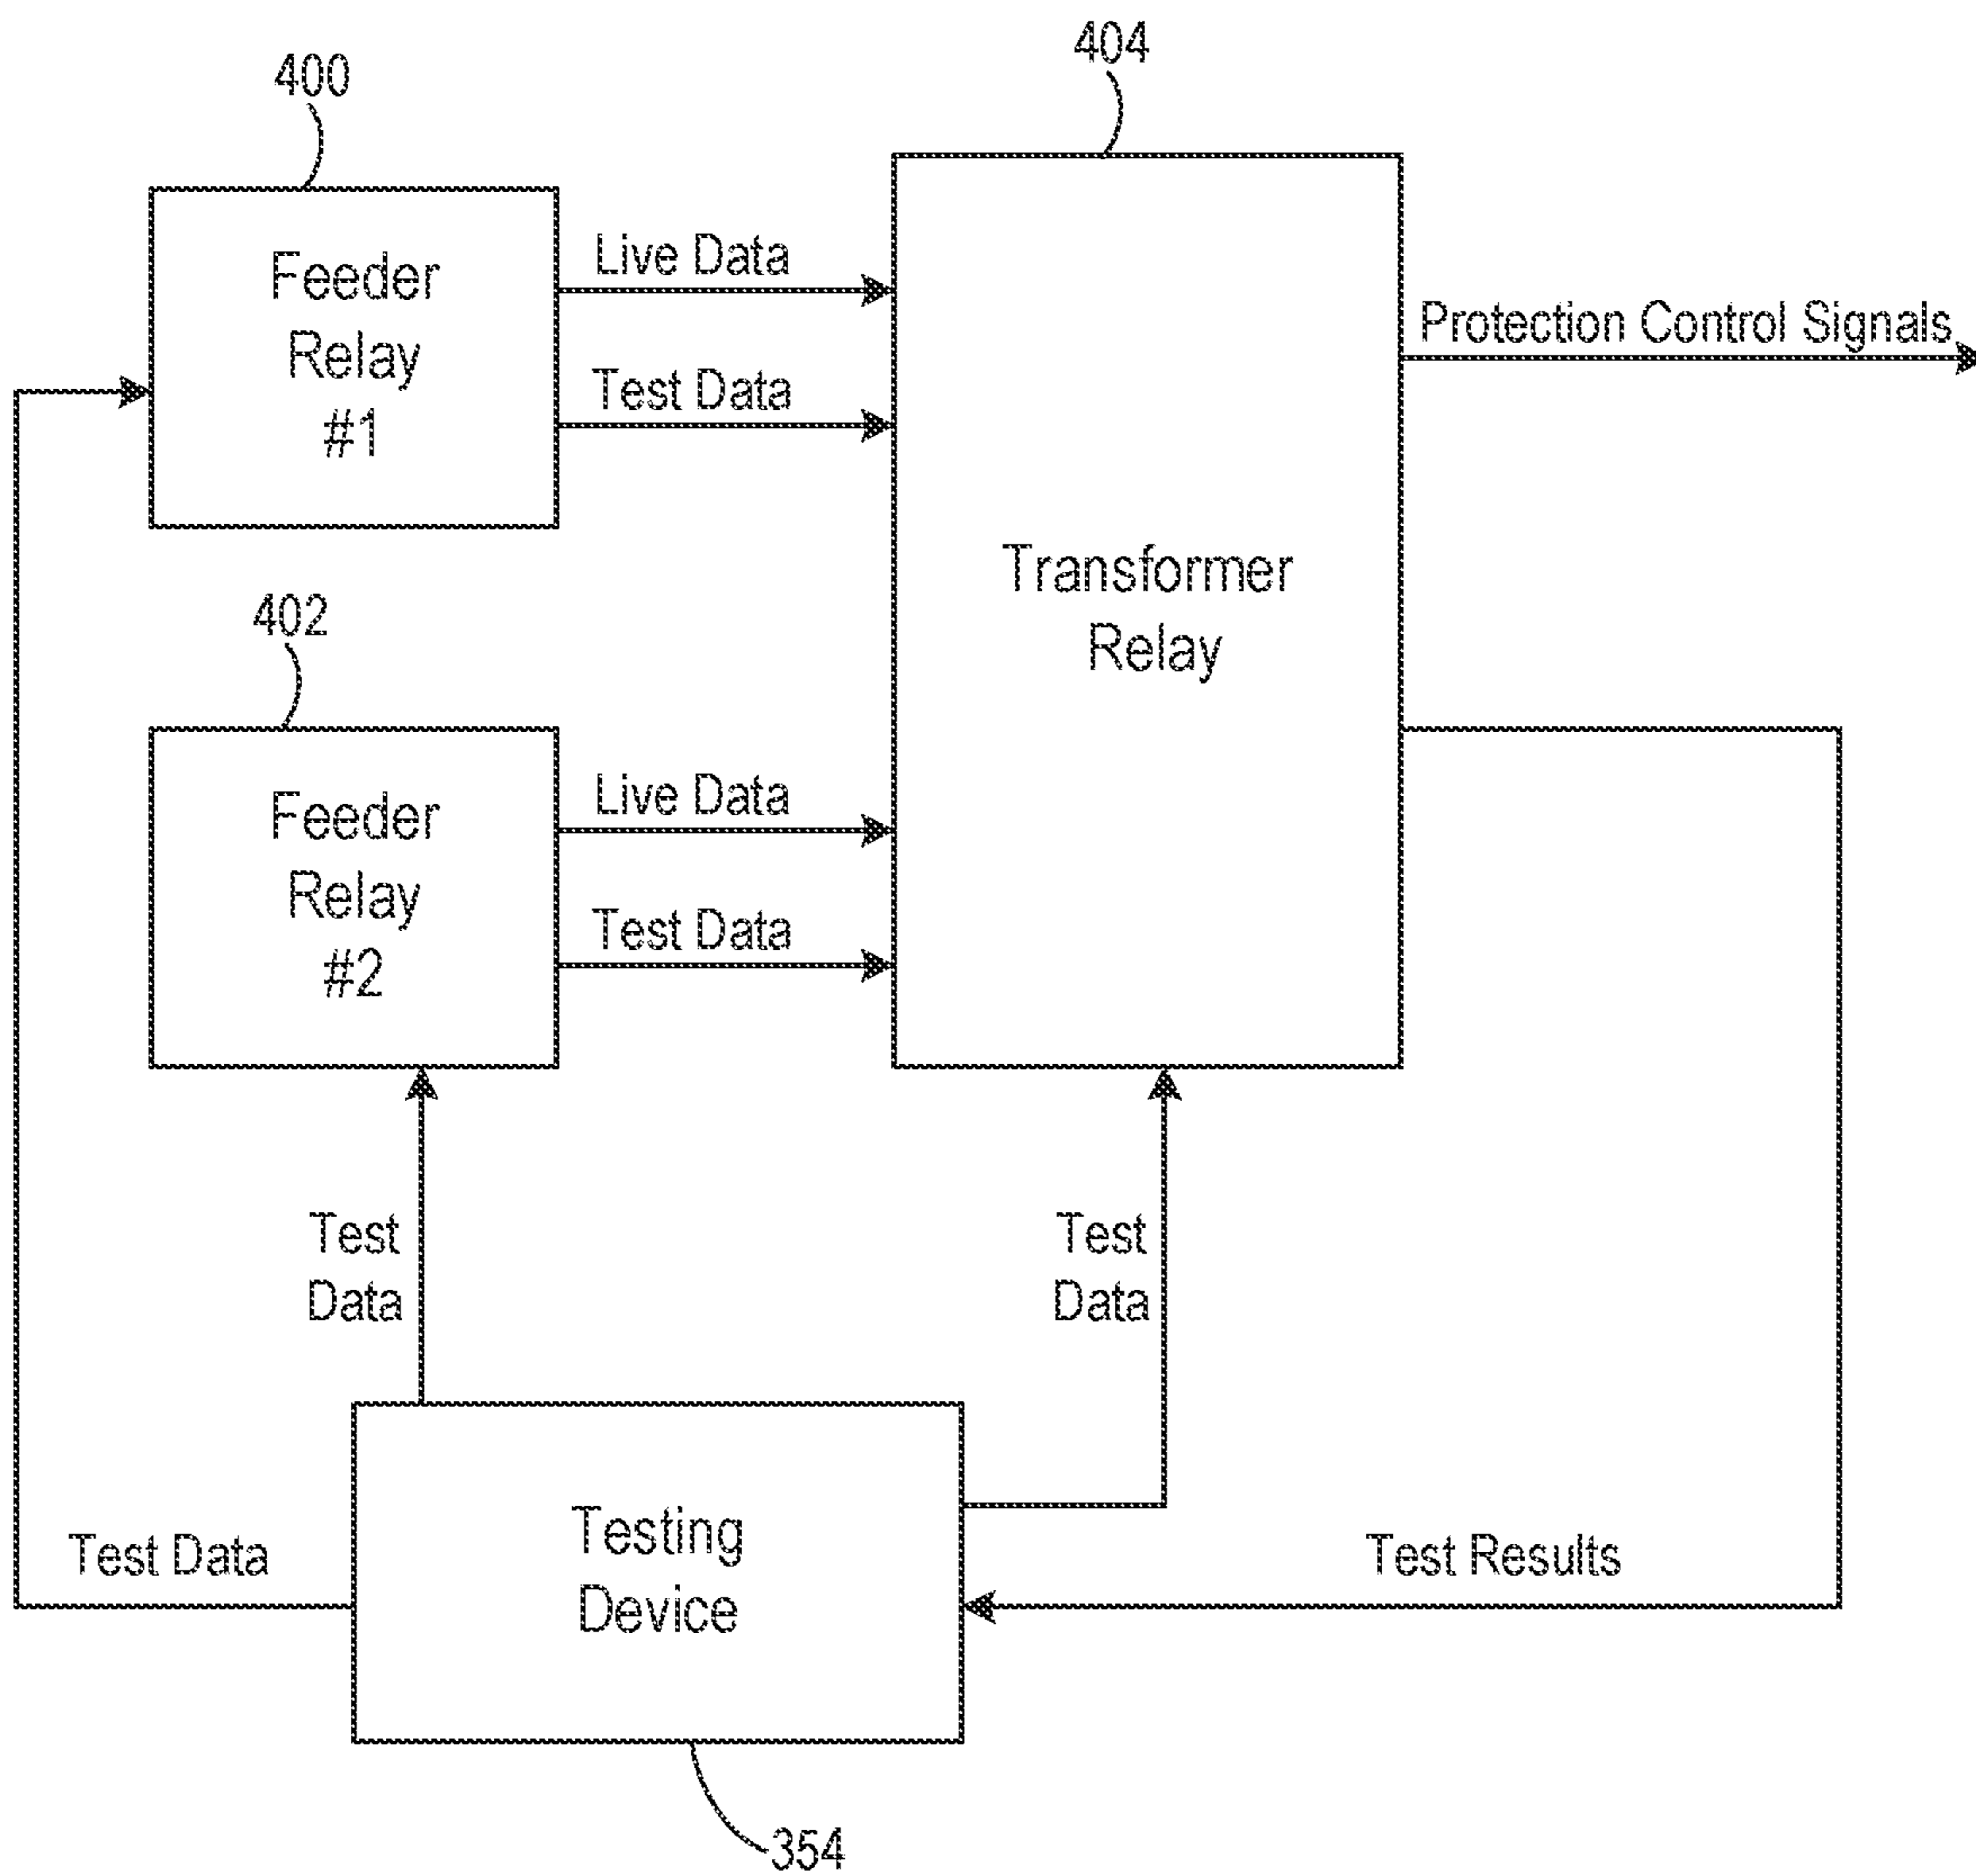 404
400
Feeder
Relay
#1
Live Data
Test Data
Protection Control Signals
Transformer
Relay
402
Feeder
Relay
#2
Live Data
Test Data
Test
Data
Test
Data
Testing
Device
Test Data
Test Results
354